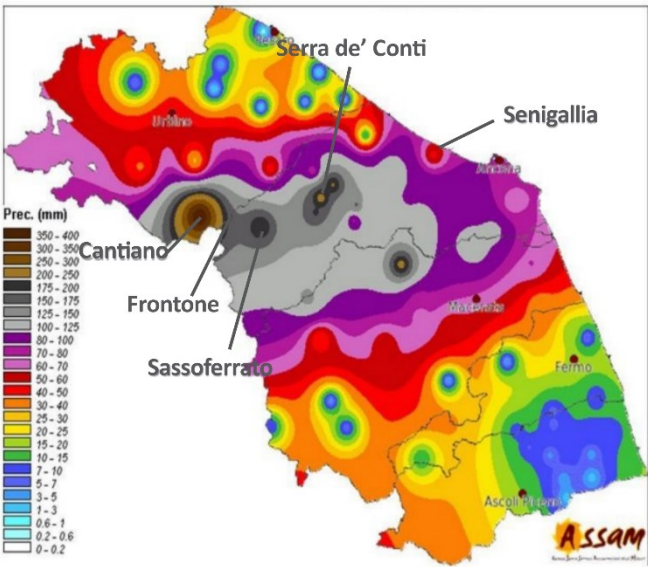 Pesaro
Serra de’ Conti
Senigallia
Urbino
Ancona
Prec. (mm)
350 - 400
300 - 350
250 - 300
200 - 250
175 - 200
150 - 175
125 - 150
100 - 125
80 - 100
70 - 80
60 - 70
50 - 60
40 - 50
30 - 40
25 - 30
20 - 25
15 - 20
10 - 15
7 - 10
5 - 7
3 - 5
1 - 3
0.6 - 1
0.2 - 0.6
0 - 0.2
Cantiano
Frontone
Macerata
Sassoferrato
Fermo
Ascoli Piceno
ASSAM